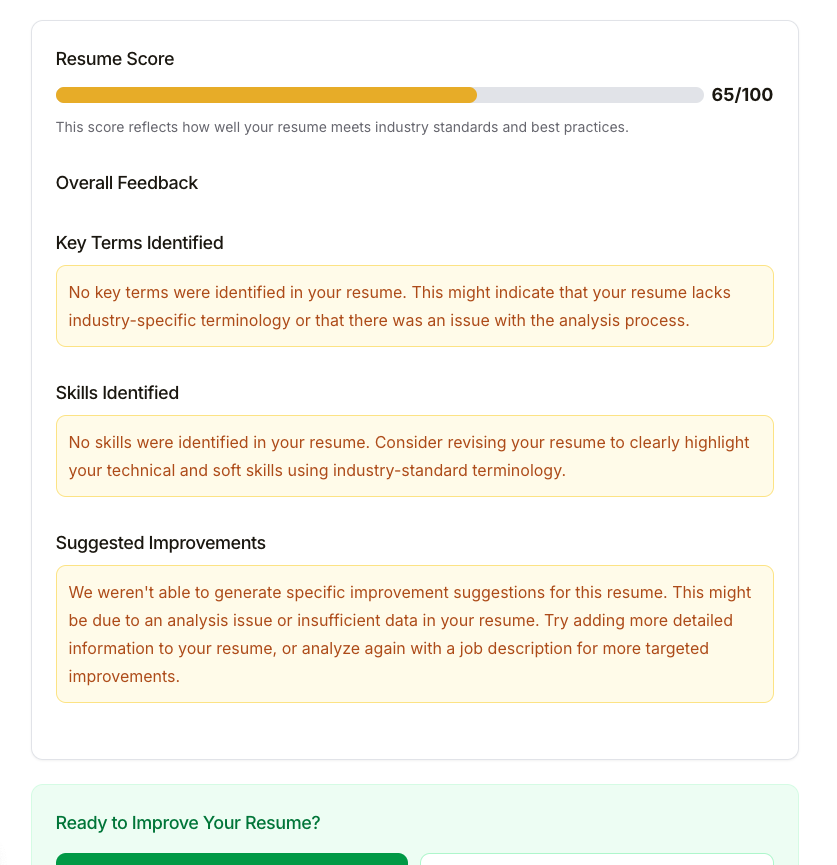 Resume Score
65/100
This score reflects how well your resume meets industry standards and best practices.
Overall Feedback
Key Terms Identified
No key terms were identified in your resume. This might indicate that your resume lacks
industry-specific terminology or that there was an issue with the analysis process.
Skills Identified
No skills were identified in your resume. Consider revising your resume to clearly highlight
your technical and soft skills using industry-standard terminology.
Suggested Improvements
We weren't able to generate specific improvement suggestions for this resume. This might
be due to an analysis issue or insufficient data in your resume. Try adding more detailed
information to your resume, or analyze again with a job description for more targeted
improvements.
Ready to Improve Your Resume?